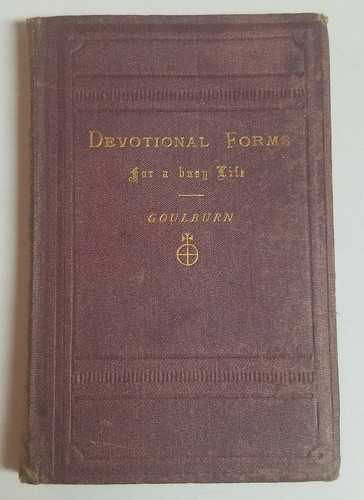 DEVOTIONAL FORMS
for a busy Life
GOULBURN